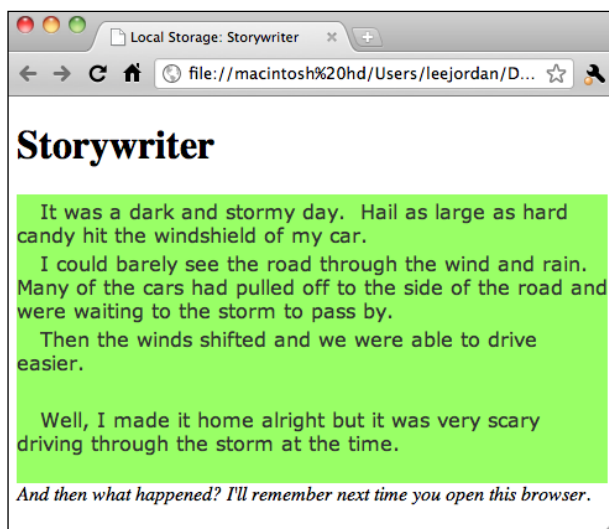 Local Storage: Storywriter
file://macintosh%20hd/Users/leejordan/D...
Storywriter
It was a dark and stormy day.  Hail as large as hard
candy hit the windshield of my car.
I could barely see the road through the wind and rain.
Many of the cars had pulled off to the side of the road and
were waiting to the storm to pass by.
Then the winds shifted and we were able to drive
easier.
Well, I made it home alright but it was very scary
driving through the storm at the time.
And then what happened? I'll remember next time you open this browser.